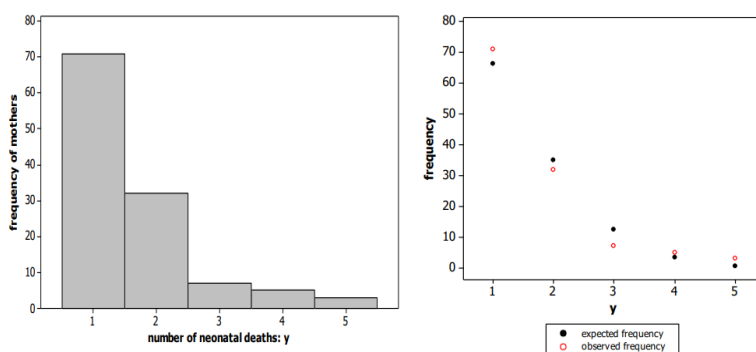 80
70
60
50
40
30
20
10
0
frequency of mothers
1 2 3 4 5
number of neonatal deaths: y
80
70
60
50
40
30
20
10
0
frequency
1 2 3 4 5
y
expected frequency
observed frequency